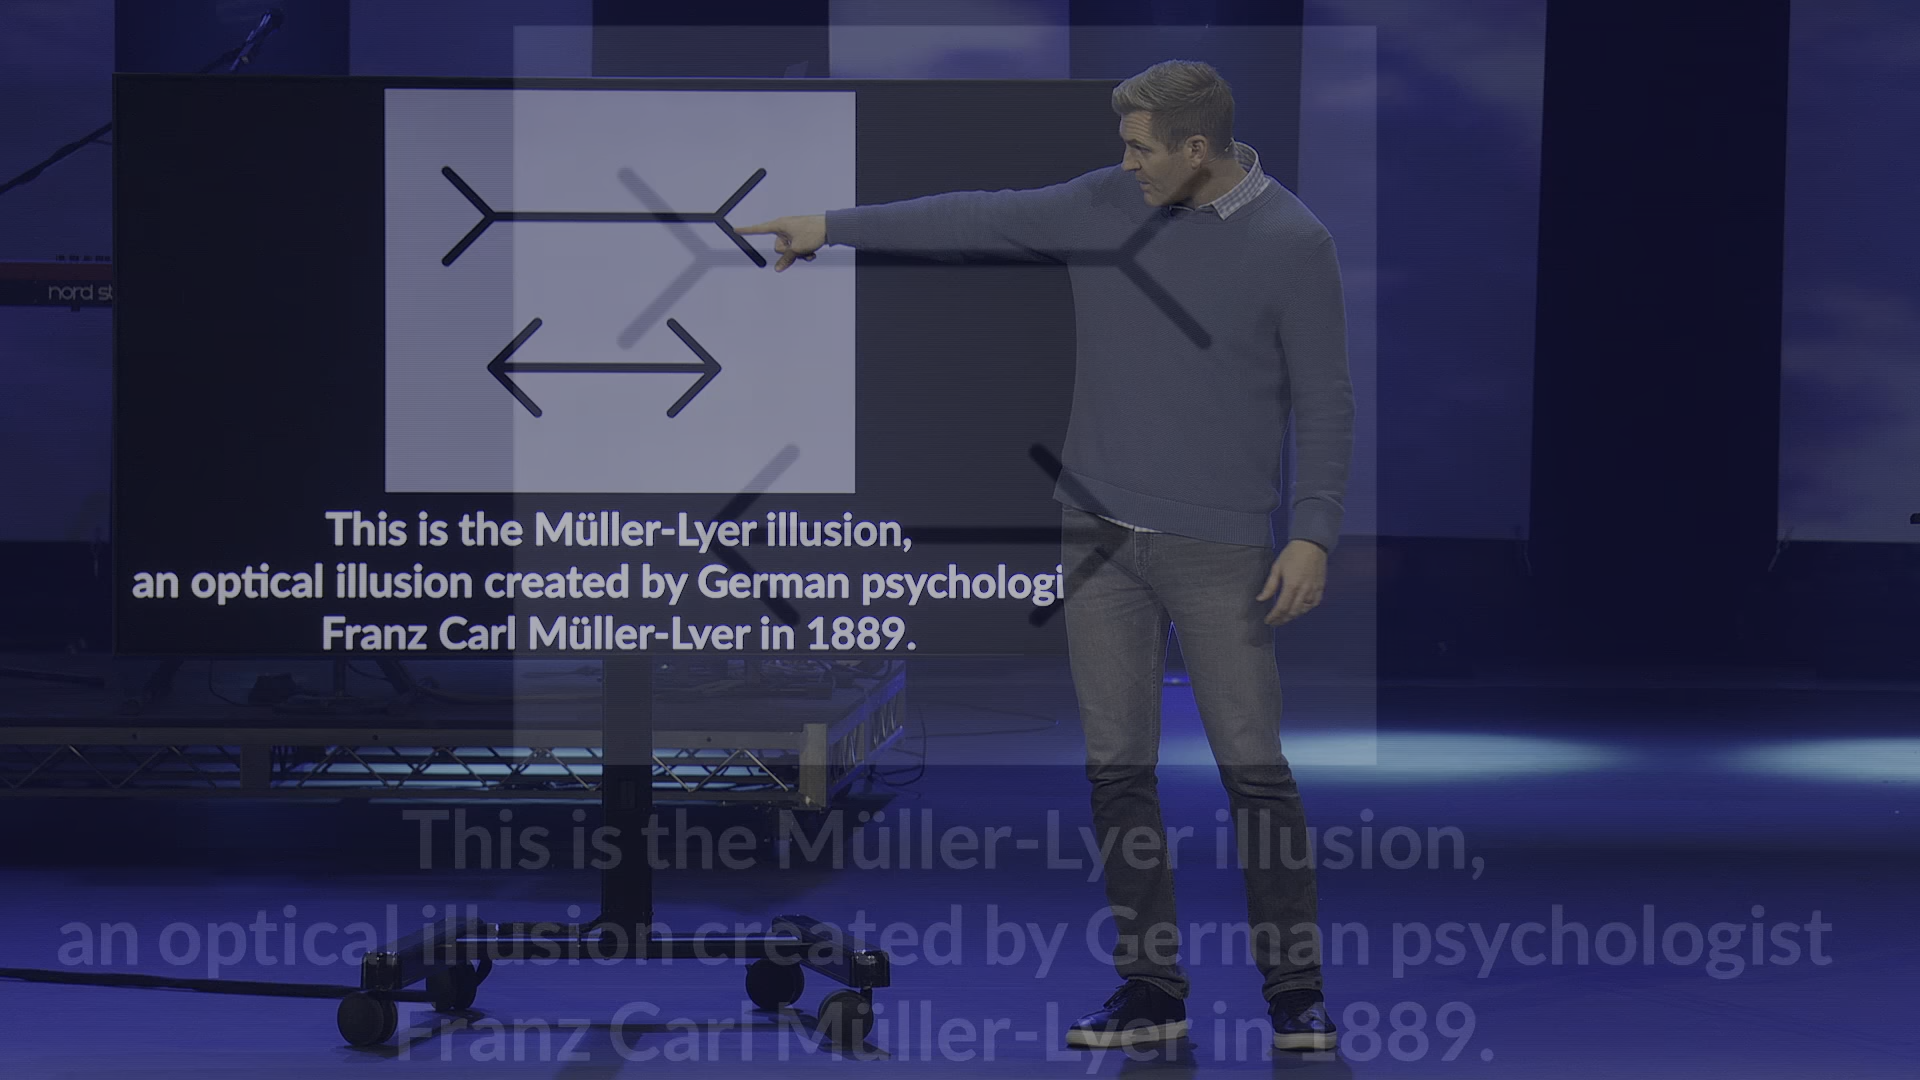 nord st
This is the Müller-Lyer illusion,
an optical illusion created by German psychologi
Franz Carl Müller-Lyer in 1889.
This is the Müller-Lyer illusion,
an optical illusion created by German psychologist
Franz Carl Müller-Lyer in 1889.